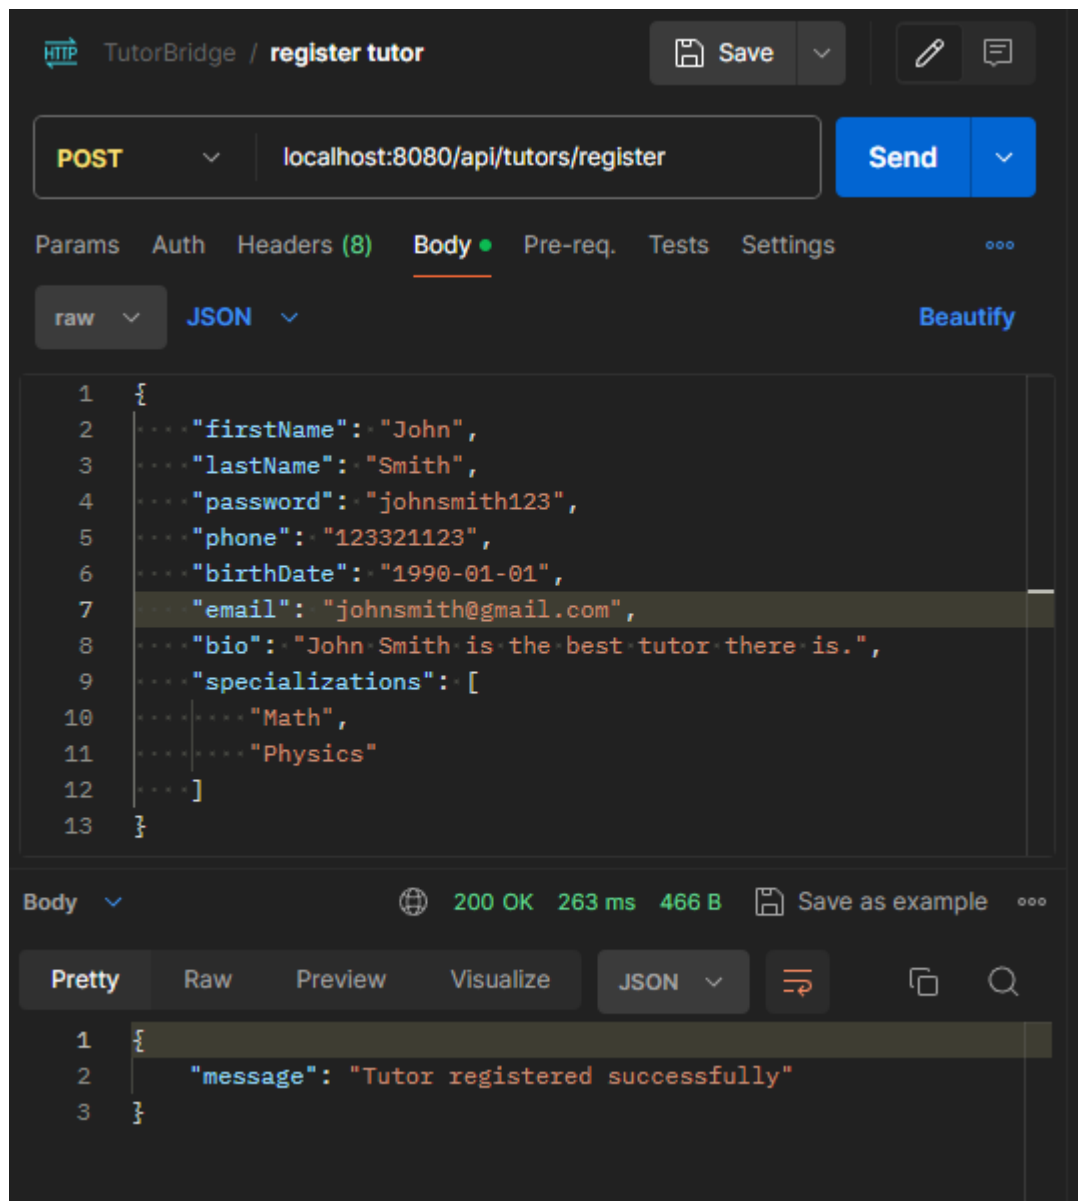 HTTP TutorBridge / register tutor Save
POST localhost:8080/api/tutors/register Send
Params Auth Headers (8) Body Pre-req. Tests Settings
raw JSON Beautify
1 {
2 "firstName": "John",
3 "lastName": "Smith",
4 "password": "johnsmith123",
5 "phone": "123321123",
6 "birthDate": "1990-01-01",
7 "email": "johnsmith@gmail.com",
8 "bio": "John Smith is the best tutor there is.",
9 "specializations": [
10 "Math",
11 "Physics"
12 ]
13 }
Body 200 OK 263 ms 466 B Save as example
Pretty Raw Preview Visualize JSON
1 {
2 "message": "Tutor registered successfully"
3 }